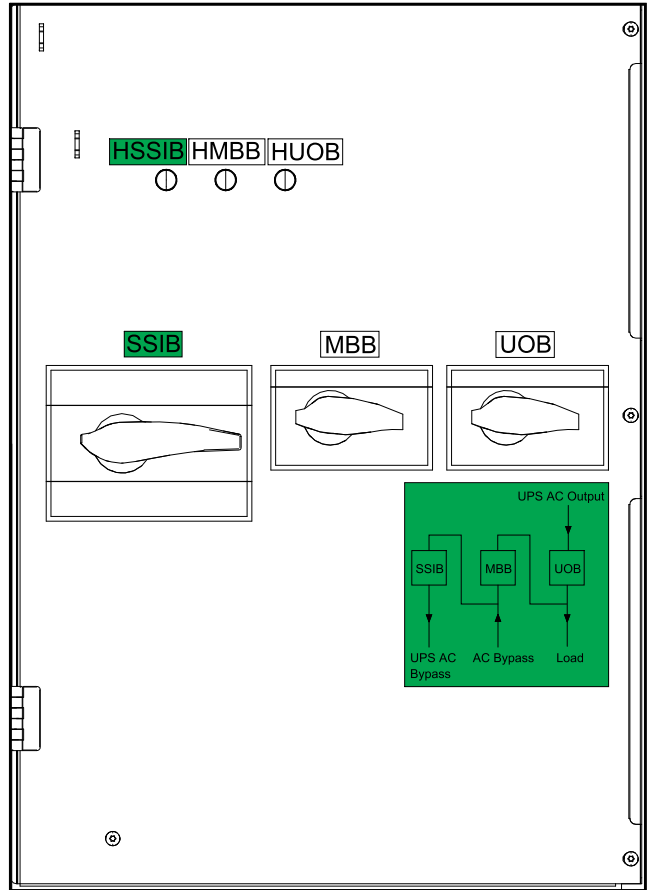 HSSIB HMBB HUOB
SSIB MBB UOB
UPS AC Output
SSIB MBB UOB
UPS AC Bypass AC Bypass Load